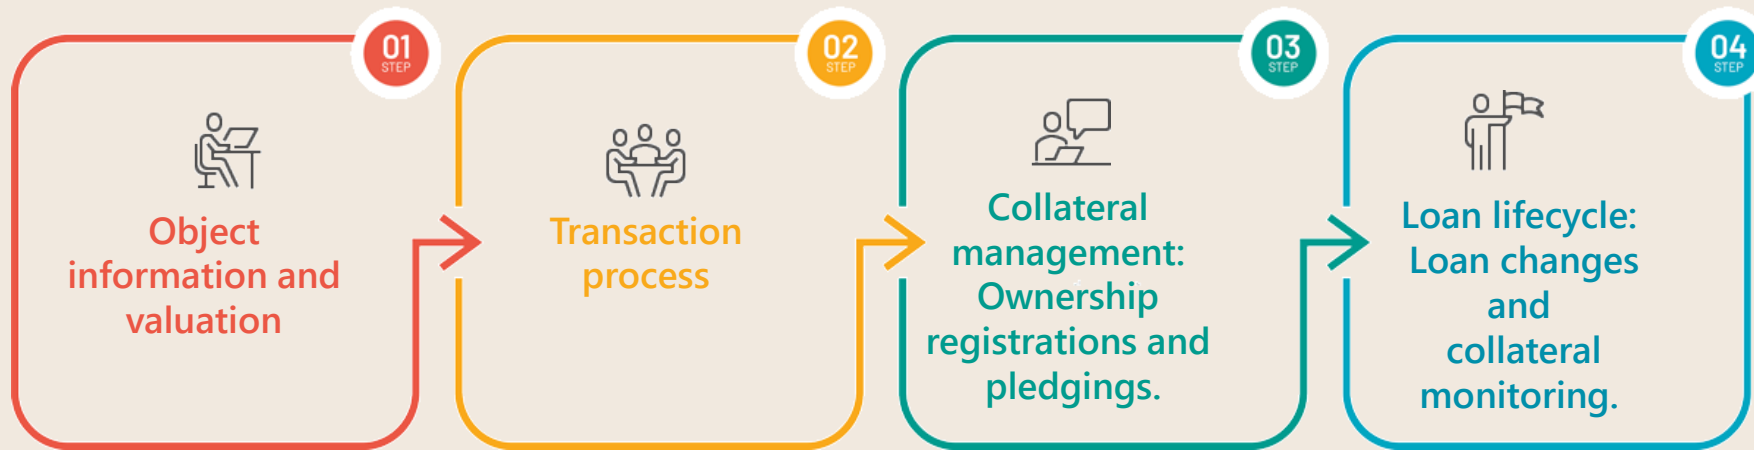 01
STEP
Object
information and
valuation
02
STEP
Transaction
process
03
STEP
Collateral
management:
Ownership
registrations and
pledgings.
04
STEP
Loan lifecycle:
Loan changes
and
collateral
monitoring.